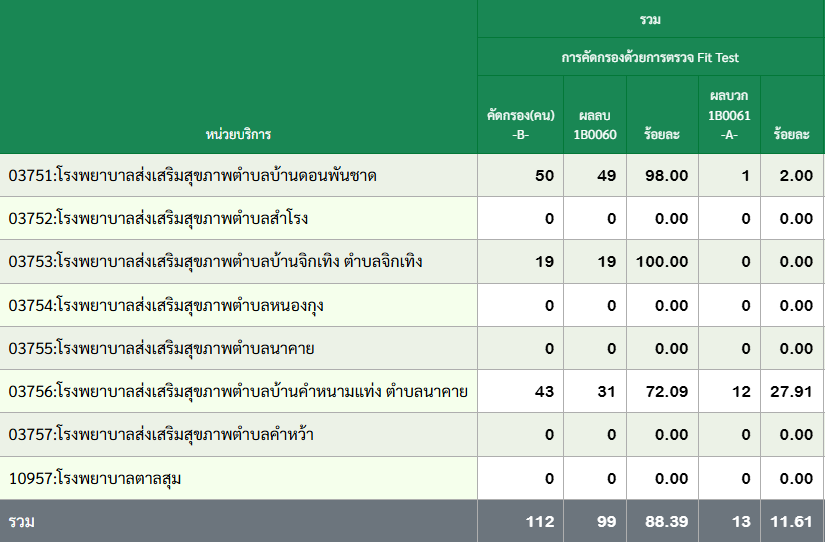 รวม
การคัดกรองด้วยการตรวจ Fit Test
หน่วยบริการ
คัดกรอง(คน)
-B-
ผลลบ
1B0060
ร้อยละ
ผลบวก
1B0061
-A-
ร้อยละ
03751:โรงพยาบาลส่งเสริมสุขภาพตำบลบ้านดอนพันชาด 50 49 98.00 1 2.00
03752:โรงพยาบาลส่งเสริมสุขภาพตำบลสำโรง 0 0 0.00 0 0.00
03753:โรงพยาบาลส่งเสริมสุขภาพตำบลบ้านจิกเทิง ตำบลจิกเทิง 19 19 100.00 0 0.00
03754:โรงพยาบาลส่งเสริมสุขภาพตำบลหนองกุง 0 0 0.00 0 0.00
03755:โรงพยาบาลส่งเสริมสุขภาพตำบลนาคาย 0 0 0.00 0 0.00
03756:โรงพยาบาลส่งเสริมสุขภาพตำบลบ้านคำหนามแท่ง ตำบลนาคาย 43 31 72.09 12 27.91
03757:โรงพยาบาลส่งเสริมสุขภาพตำบลคำหว้า 0 0 0.00 0 0.00
10957:โรงพยาบาลตาลสุม 0 0 0.00 0 0.00
รวม 112 99 88.39 13 11.61